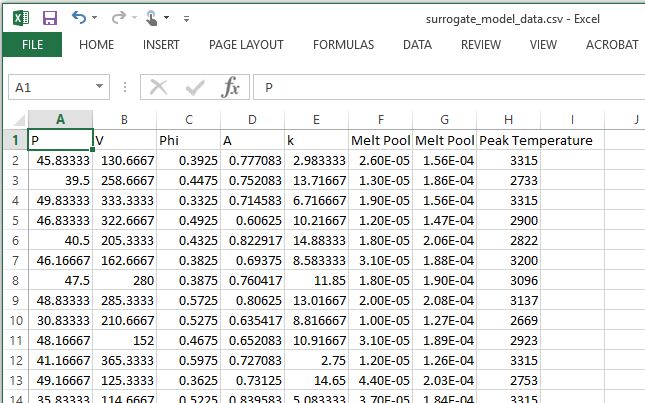 surrogate_model_data.csv - Excel
FILE HOME INSERT PAGE LAYOUT FORMULAS DATA REVIEW VIEW ACROBAT
A1 fx P
A B C D E F G H I J
1 P V Phi A k Melt Pool Melt Pool Peak Temperature
2 45.83333 130.6667 0.3925 0.777083 2.983333 2.60E-05 1.56E-04 3315
3 39.5 258.6667 0.4475 0.752083 13.71667 1.30E-05 1.86E-04 2733
4 49.83333 333.3333 0.3325 0.714583 6.716667 1.90E-05 1.56E-04 3315
5 46.83333 322.6667 0.4925 0.60625 10.21667 1.20E-05 1.47E-04 2900
6 40.5 205.3333 0.4325 0.822917 14.88333 1.80E-05 2.06E-04 2822
7 46.16667 162.6667 0.3825 0.69375 8.583333 3.10E-05 1.88E-04 3200
8 47.5 280 0.3875 0.760417 11.85 1.80E-05 1.90E-04 3096
9 48.83333 285.3333 0.5725 0.80625 13.01667 2.00E-05 2.08E-04 3137
10 30.83333 210.6667 0.5275 0.635417 8.816667 1.00E-05 1.27E-04 2669
11 48.16667 152 0.4675 0.652083 10.91667 3.10E-05 1.89E-04 2923
12 41.16667 365.3333 0.5975 0.727083 2.75 1.20E-05 1.26E-04 3315
13 49.16667 125.3333 0.3625 0.73125 14.65 4.40E-05 2.03E-04 2753
14 35.83333 114.6667 0.5225 0.839583 5.083333 3.70E-05 1.84E-04 3315